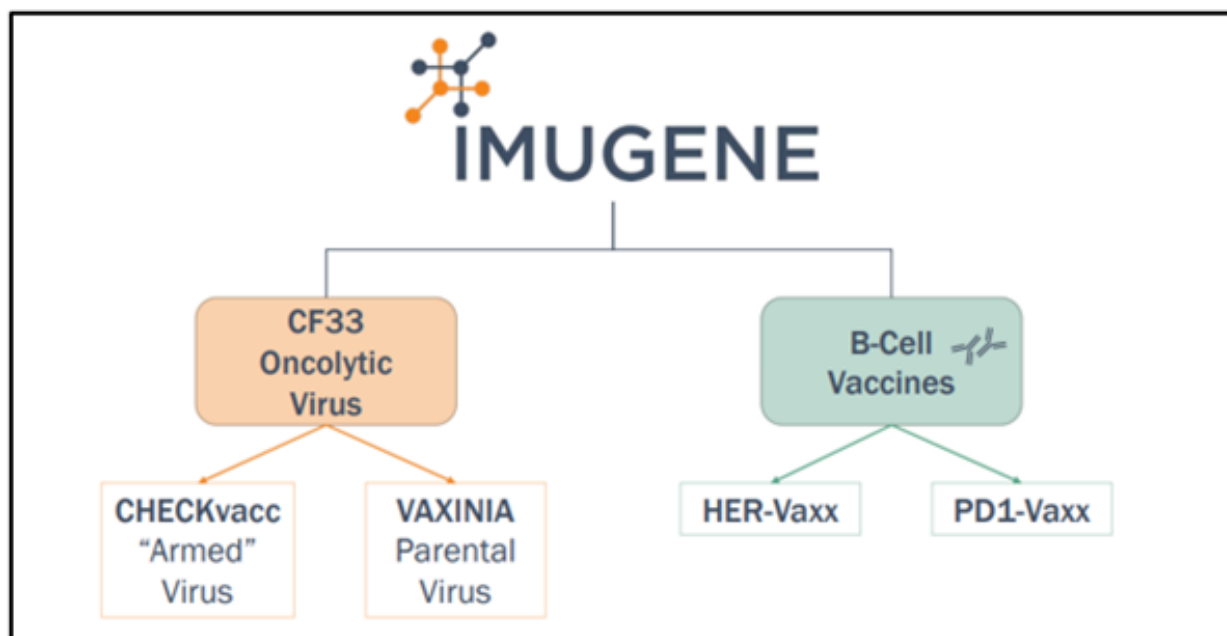 IMUGENE
CF33
Oncolytic
Virus
B-Cell
Vaccines
CHECKvacc
“Armed”
Virus
VAXINIA
Parental
Virus
HER-Vaxx
PD1-Vaxx